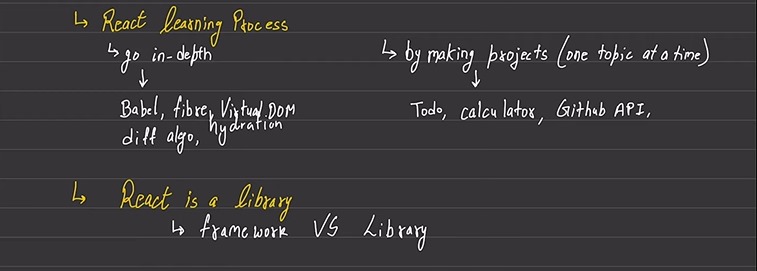 ↳ React learning Process
↳ go in-depth
↳ by making projects (one topic at a time)
Babel, fibre, Virtual DOM
diff algo, hydration
Todo, calculator, Github API,
↳ React is a library
↳ framework VS Library